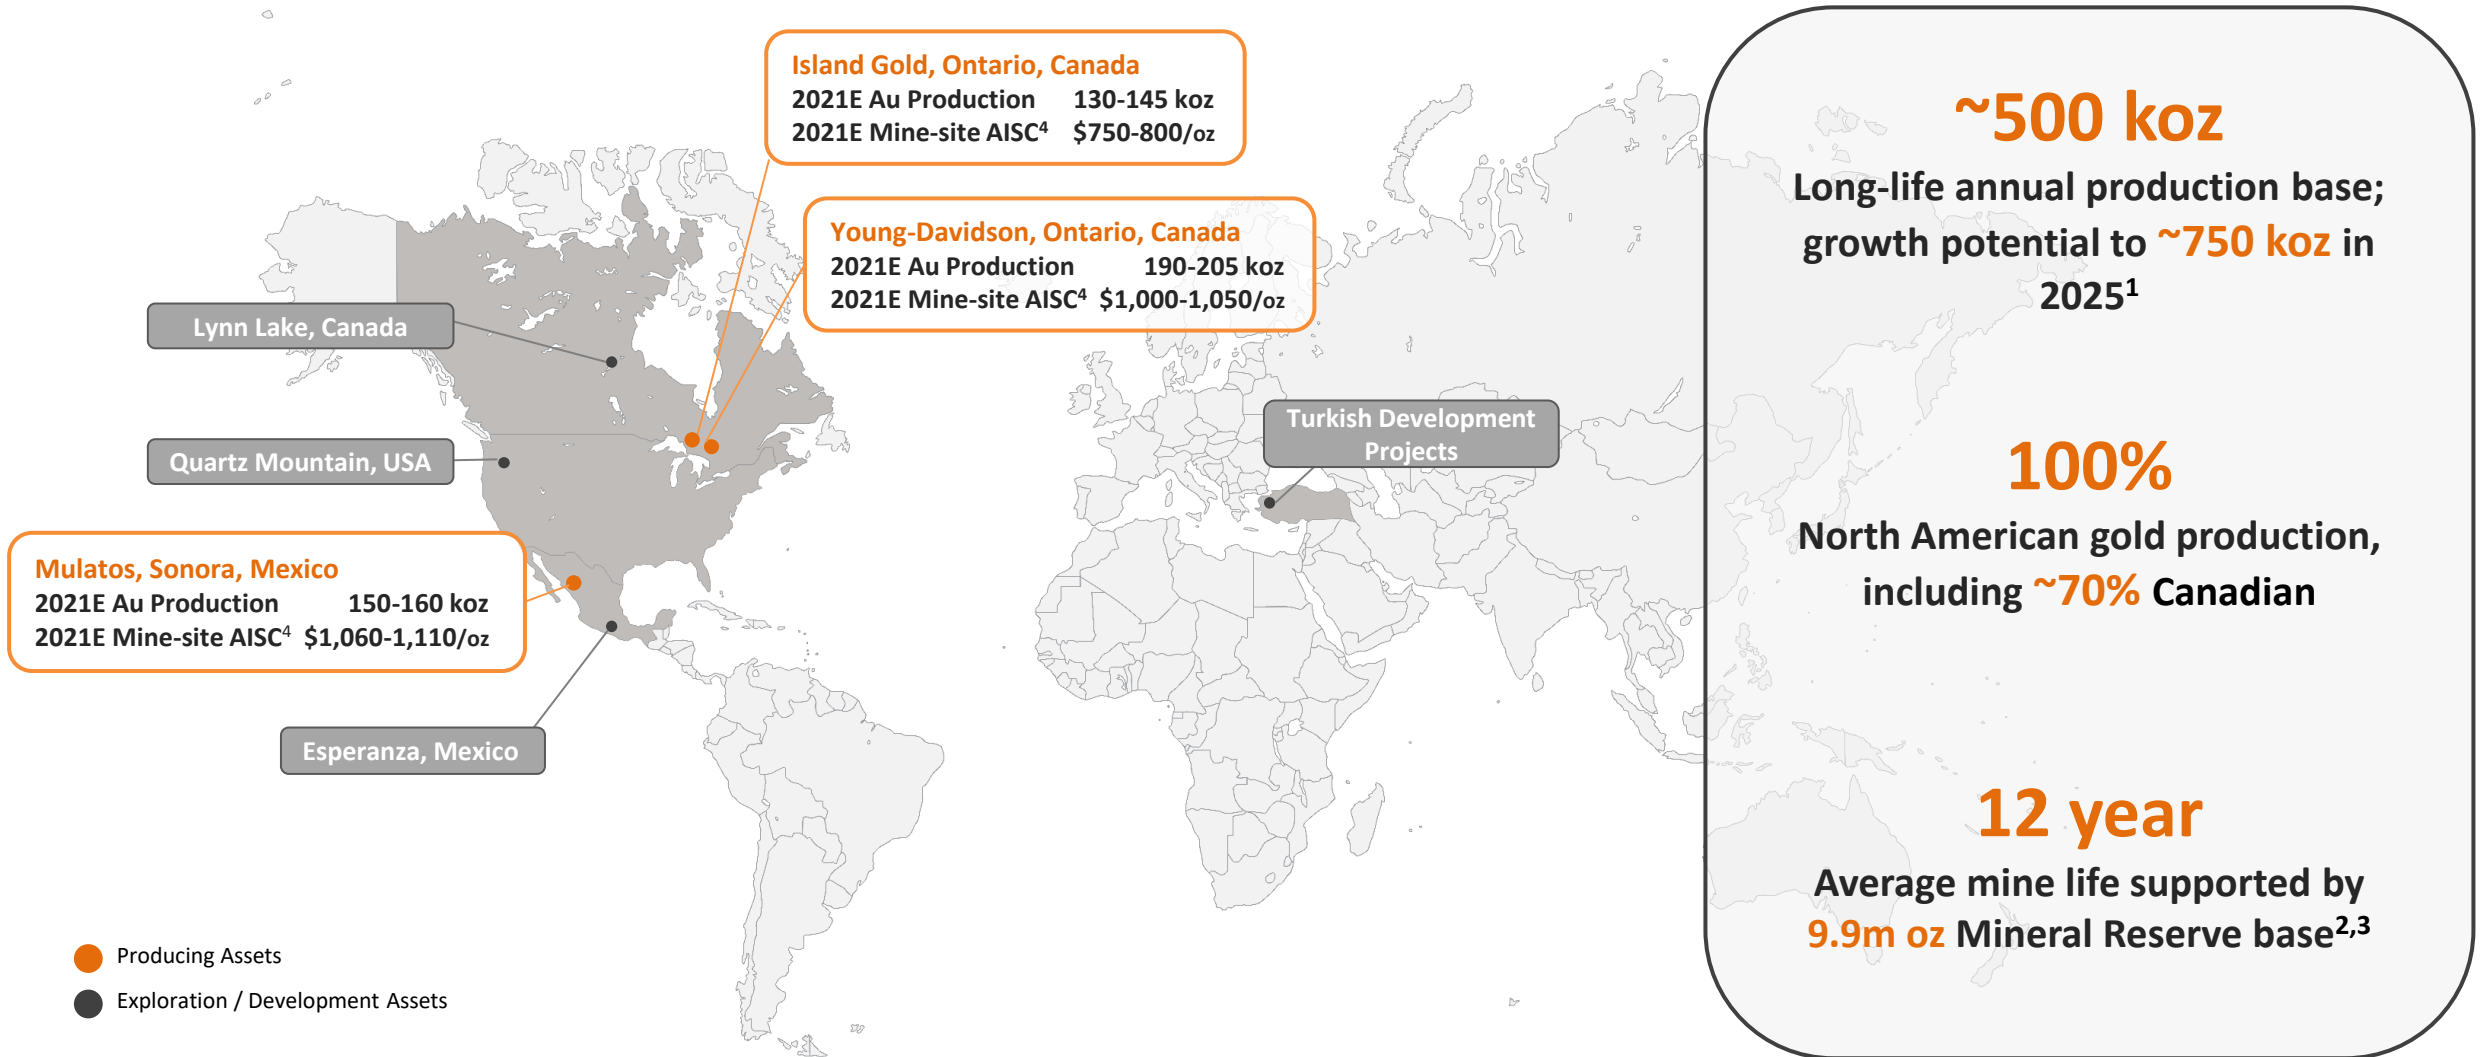 Island Gold, Ontario, Canada
2021E Au Production 130-145 koz
2021E Mine-site AISC4 $750-800/oz
Young-Davidson, Ontario, Canada
2021E Au Production 190-205 koz
2021E Mine-site AISC4 $1,000-1,050/oz
Lynn Lake, Canada
Quartz Mountain, USA
Turkish Development
Projects
Mulatos, Sonora, Mexico
2021E Au Production 150-160 koz
2021E Mine-site AISC4 $1,060-1,110/oz
Esperanza, Mexico
Producing Assets
Exploration / Development Assets
~500 koz
Long-life annual production base;
growth potential to ~750 koz in
20251
100%
North American gold production,
including ~70% Canadian
12 year
Average mine life supported by
9.9m oz Mineral Reserve base2,3